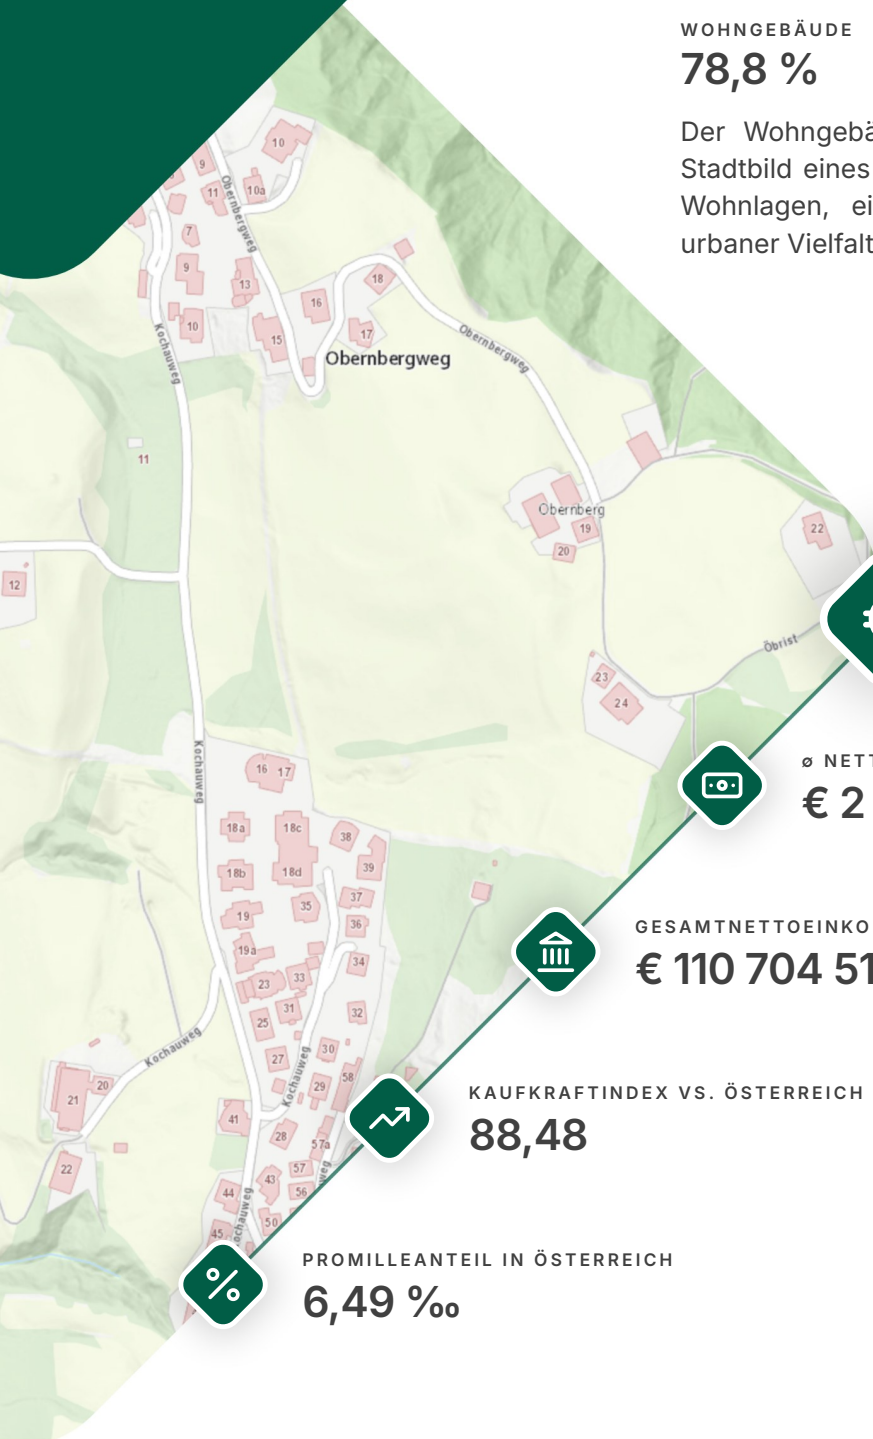 WOHNGEBÄUDE
78,8 %
Der Wohngebä
Stadtbild eines
Wohnlagen, ei
urbaner Vielfalt
10
9
10a
11
Obernbergweg
7
9
13
18
16
10
15
17
Kochauweg
Obernbergweg
Obernbergweg
11
Obernberg
19
20
22
12
Öbrist
23
24
Kochauweg
16 17
18a
18c
38
18b
18d
39
37
35
19
36
19a
34
33
23
31
32
25
Kochauweg
30
27
Kochauweg
58
29
20
21
41
28
57a
57
43
56
22
44
50
45
ochauweg
weg
ø NETT
€ 2
GESAMTNETTOEINKO
€ 110 704 51
KAUFKRAFTINDEX VS. ÖSTERREICH
88,48
PROMILLEANTEIL IN ÖSTERREICH
6,49 ‰